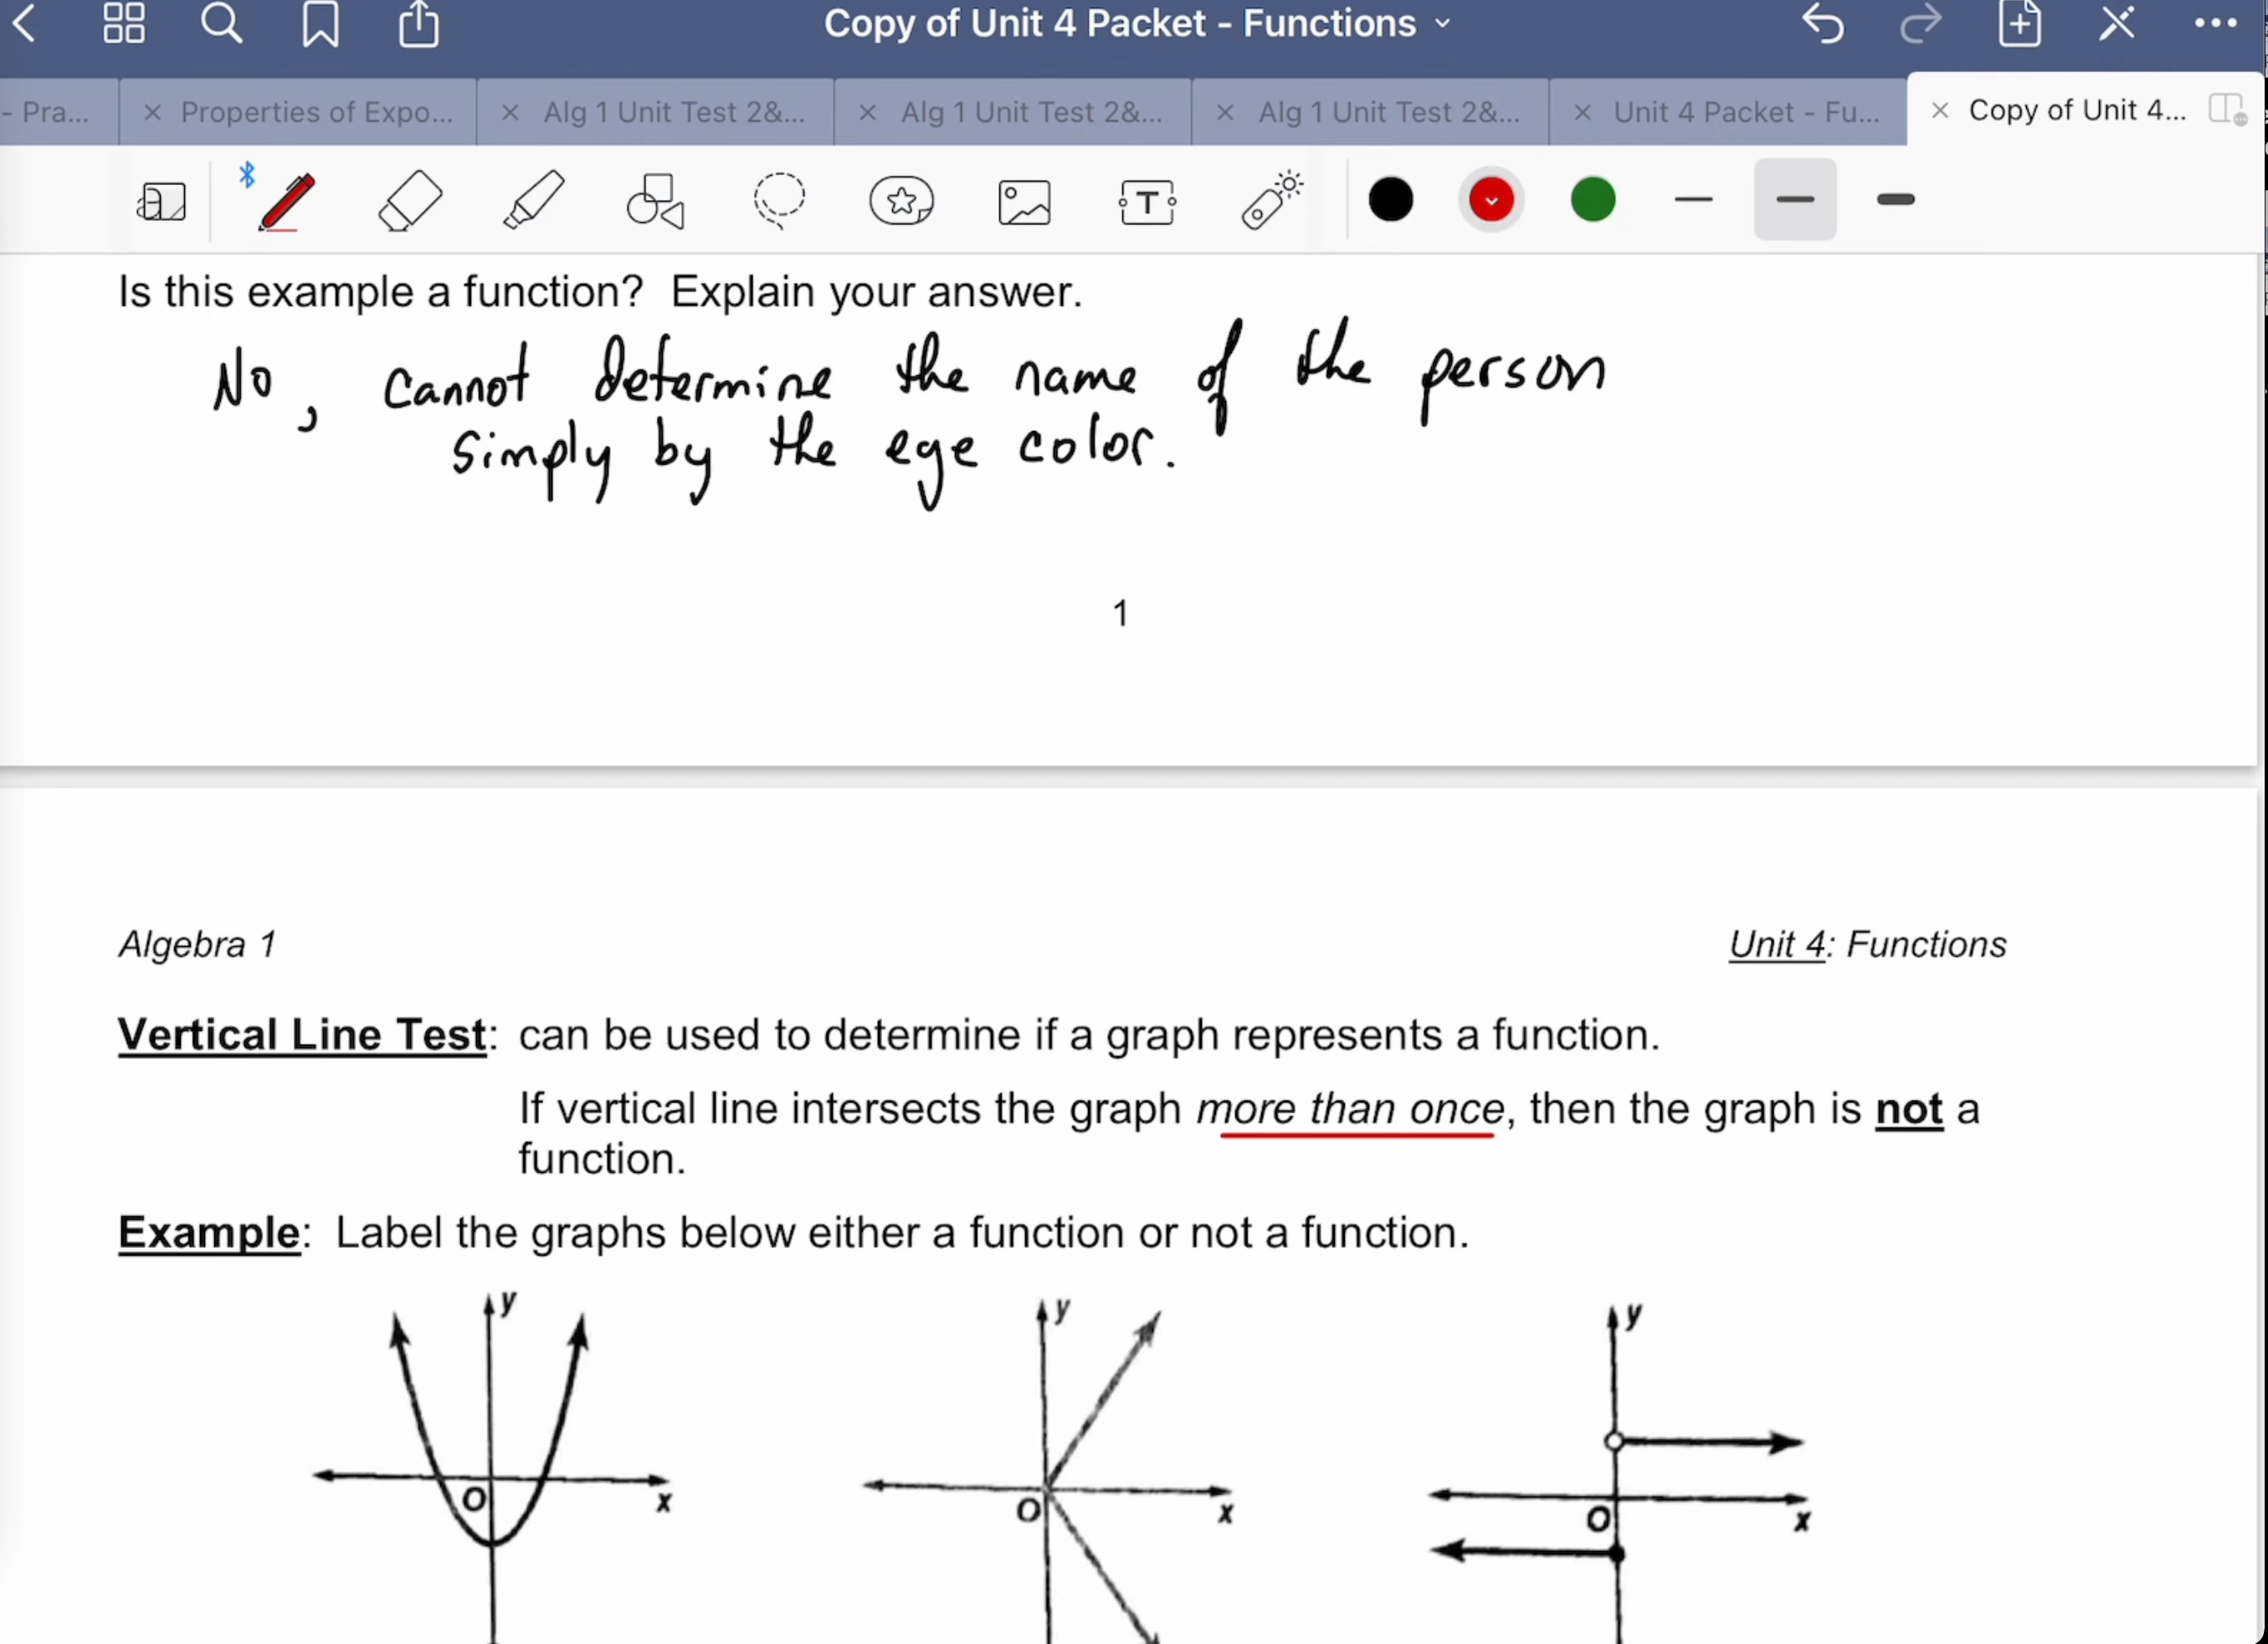 Copy of Unit 4 Packet - Functions
- Pra...
Properties of Expo...
Alg 1 Unit Test 2&...
Alg 1 Unit Test 2&...
Alg 1 Unit Test 2&...
Unit 4 Packet - Fu...
Copy of Unit 4...
a
T
Is this example a function? Explain your answer.
No, cannot determine the name of the person
simply by the eye color.
1
Algebra 1
Unit 4: Functions
Vertical Line Test: can be used to determine if a graph represents a function.
If vertical line intersects the graph more than once, then the graph is not a
function.
Example: Label the graphs below either a function or not a function.
y
O
x
y
O
x
y
O
x